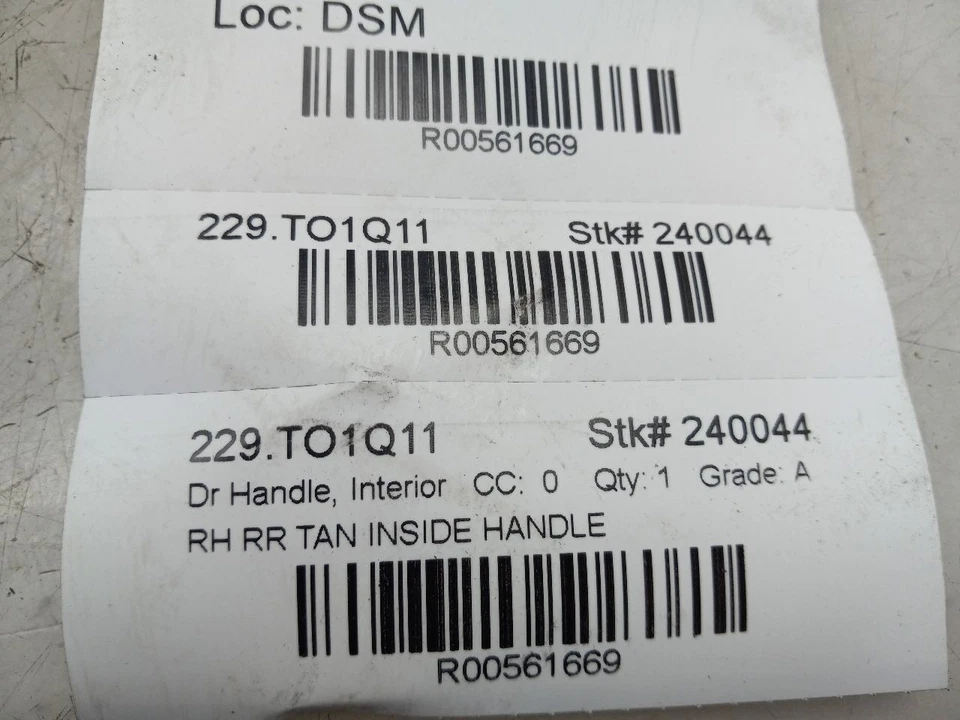 Loc: DSM
R00561669
229.TO1Q11 Stk# 240044
R00561669
229.TO1Q11 Stk# 240044
Dr Handle, Interior CC: 0 Qty: 1 Grade: A
RH RR TAN INSIDE HANDLE
R00561669